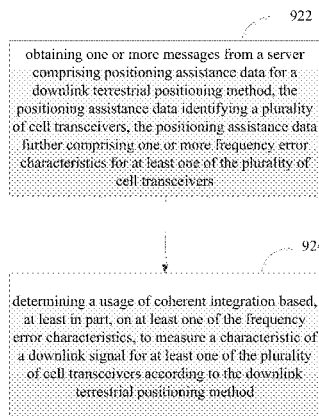 922
obtaining one or more messages from a server
comprising positioning assistance data for a
downlink terrestrial positioning method, the
positioning assistance data identifying a plurality
of cell transceivers, the positioning assistance data
further comprising one or more frequency error
characteristics for at least one of the plurality of
cell transceivers
924
determining a usage of coherent integration based,
at least in part, on at least one of the frequency
error characteristics, to measure a characteristic of
a downlink signal for at least one of the plurality
of cell transceivers according to the downlink
terrestrial positioning method